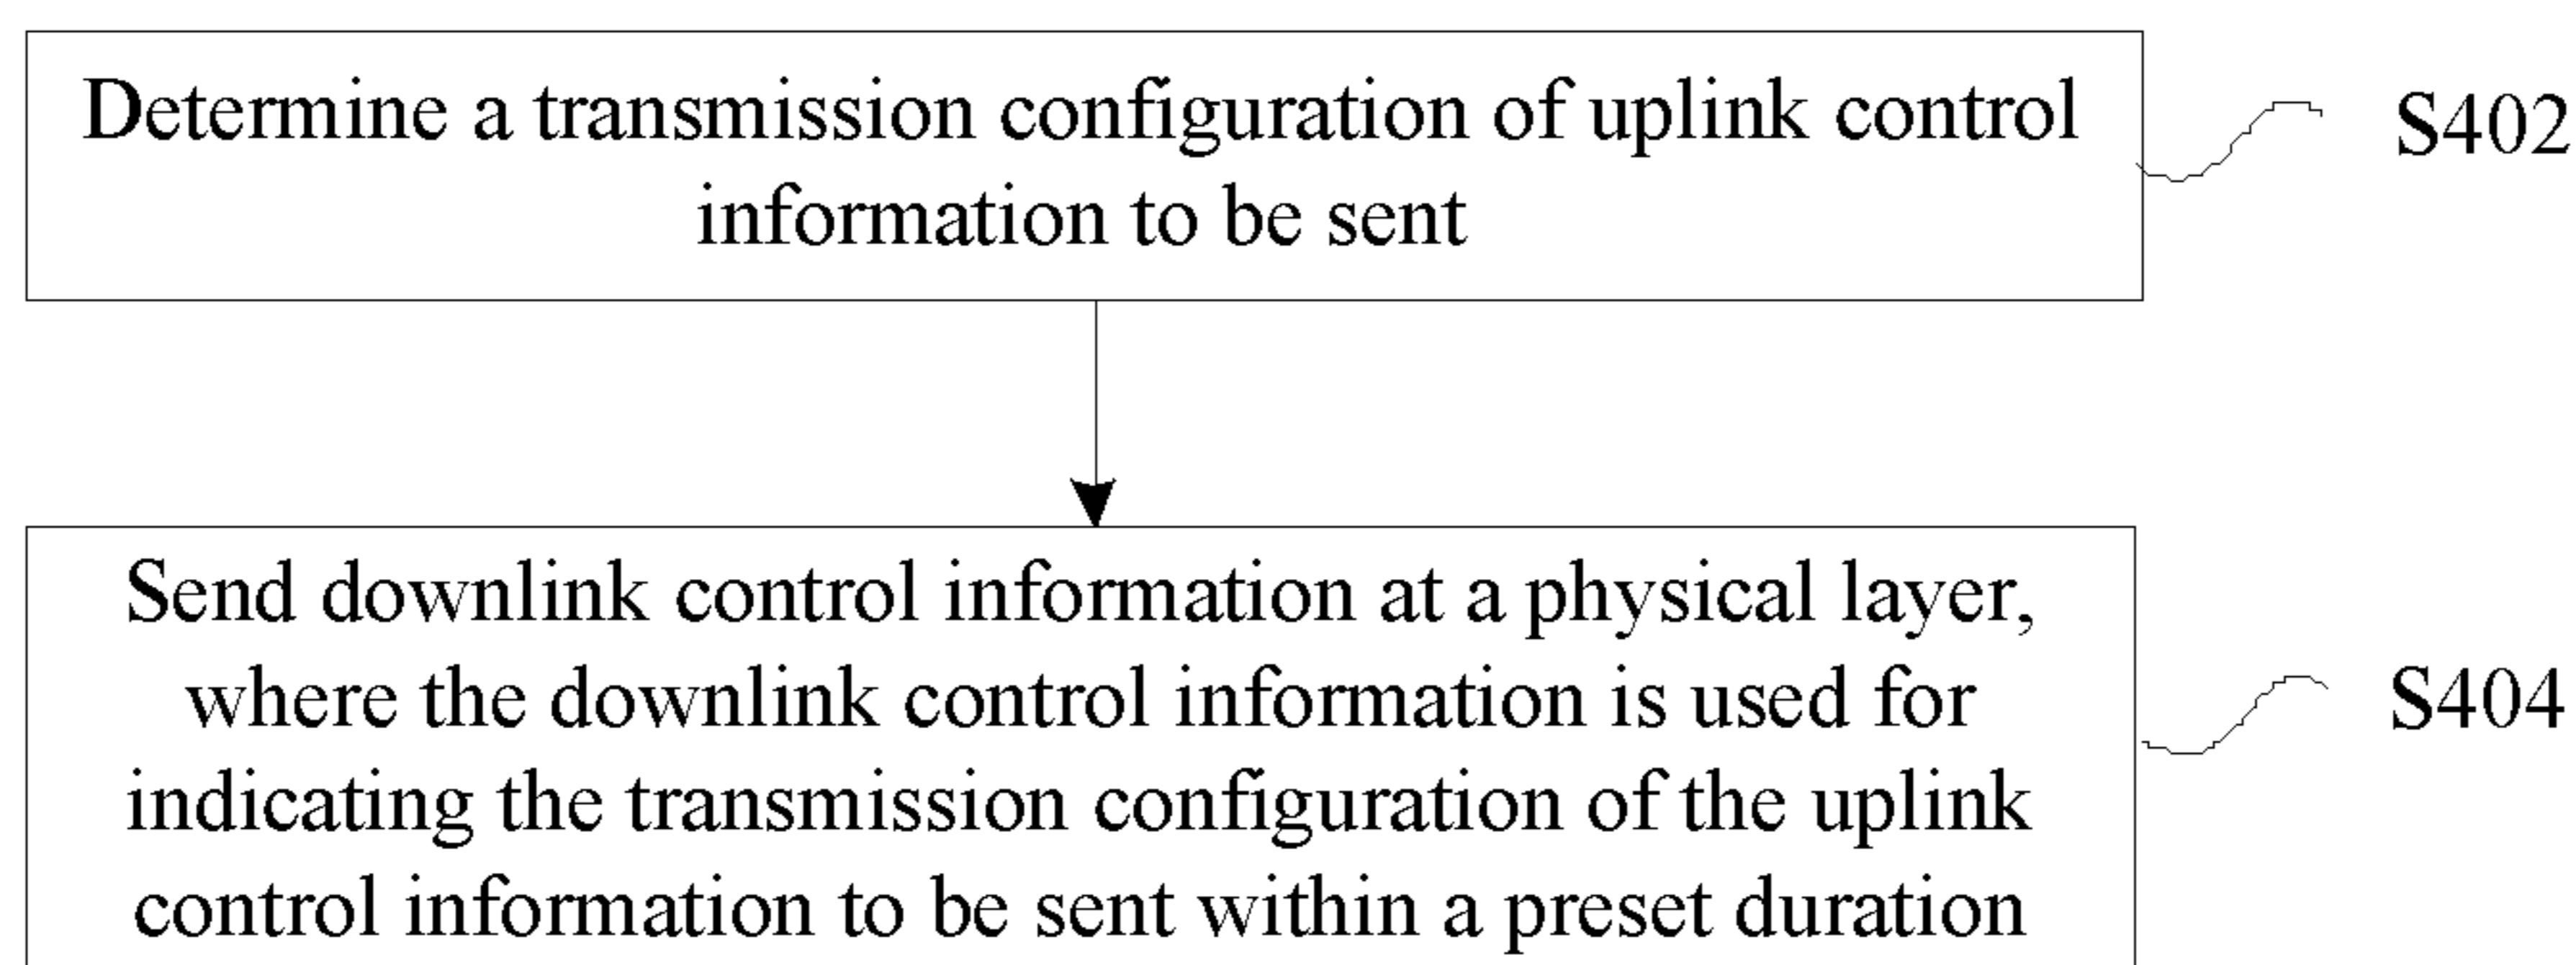 Determine a transmission configuration of uplink control
information to be sent
S402
Send downlink control information at a physical layer,
where the downlink control information is used for
indicating the transmission configuration of the uplink
control information to be sent within a preset duration
S404